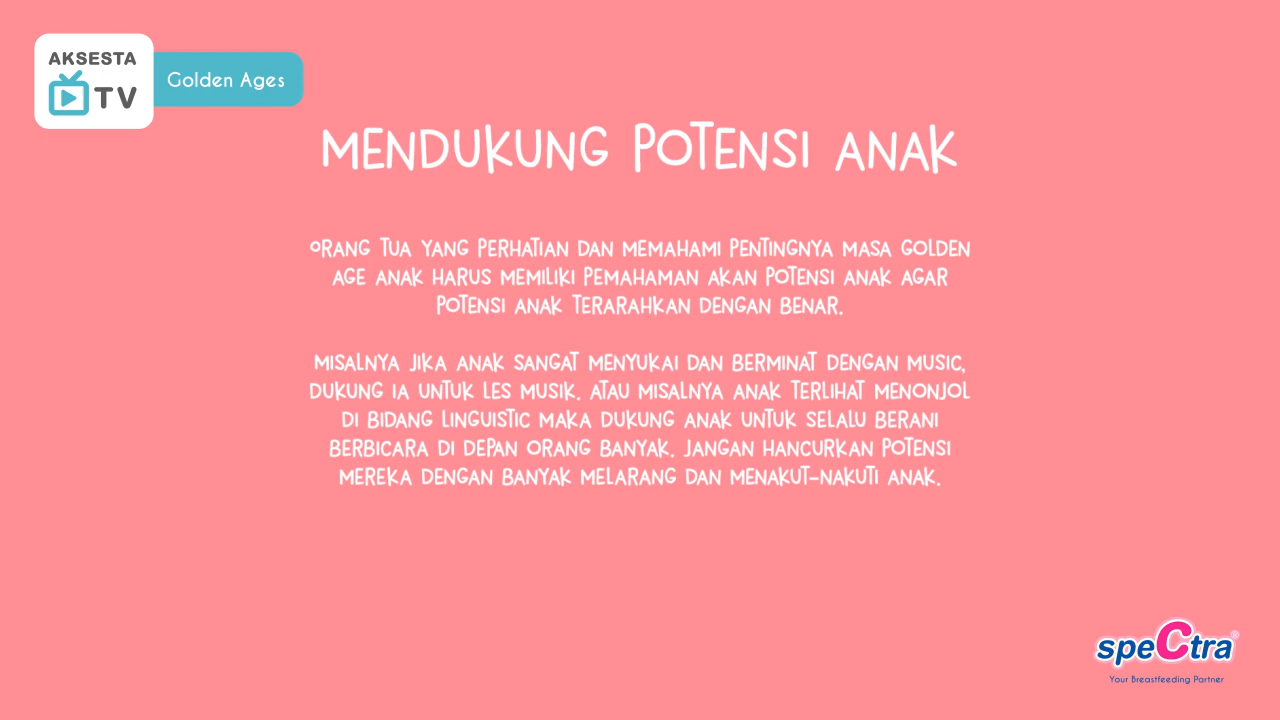 AKSESTA
TV
Golden Ages
MENDUKUNG POTENSI ANAK
ORANG TUA YANG PERHATIAN DAN MEMAHAMI PENTINGNYA MASA GOLDEN
AGE ANAK HARUS MEMILIKI PEMAHAMAN AKAN POTENSI ANAK AGAR
POTENSI ANAK TERARAHKAN DENGAN BENAR.
MISALNYA JIKA ANAK SANGAT MENYUKAI DAN BERMINAT DENGAN MUSIC,
DUKUNG IA UNTUK LES MUSIK. ATAU MISALNYA ANAK TERLIHAT MENONJOL
DI BIDANG LINGUISTIC MAKA DUKUNG ANAK UNTUK SELALU BERANI
BERBICARA DI DEPAN ORANG BANYAK. JANGAN HANCURKAN POTENSI
MEREKA DENGAN BANYAK MELARANG DAN MENAKUT-NAKUTI ANAK.
speCtra®
Your Breastfeeding Partner